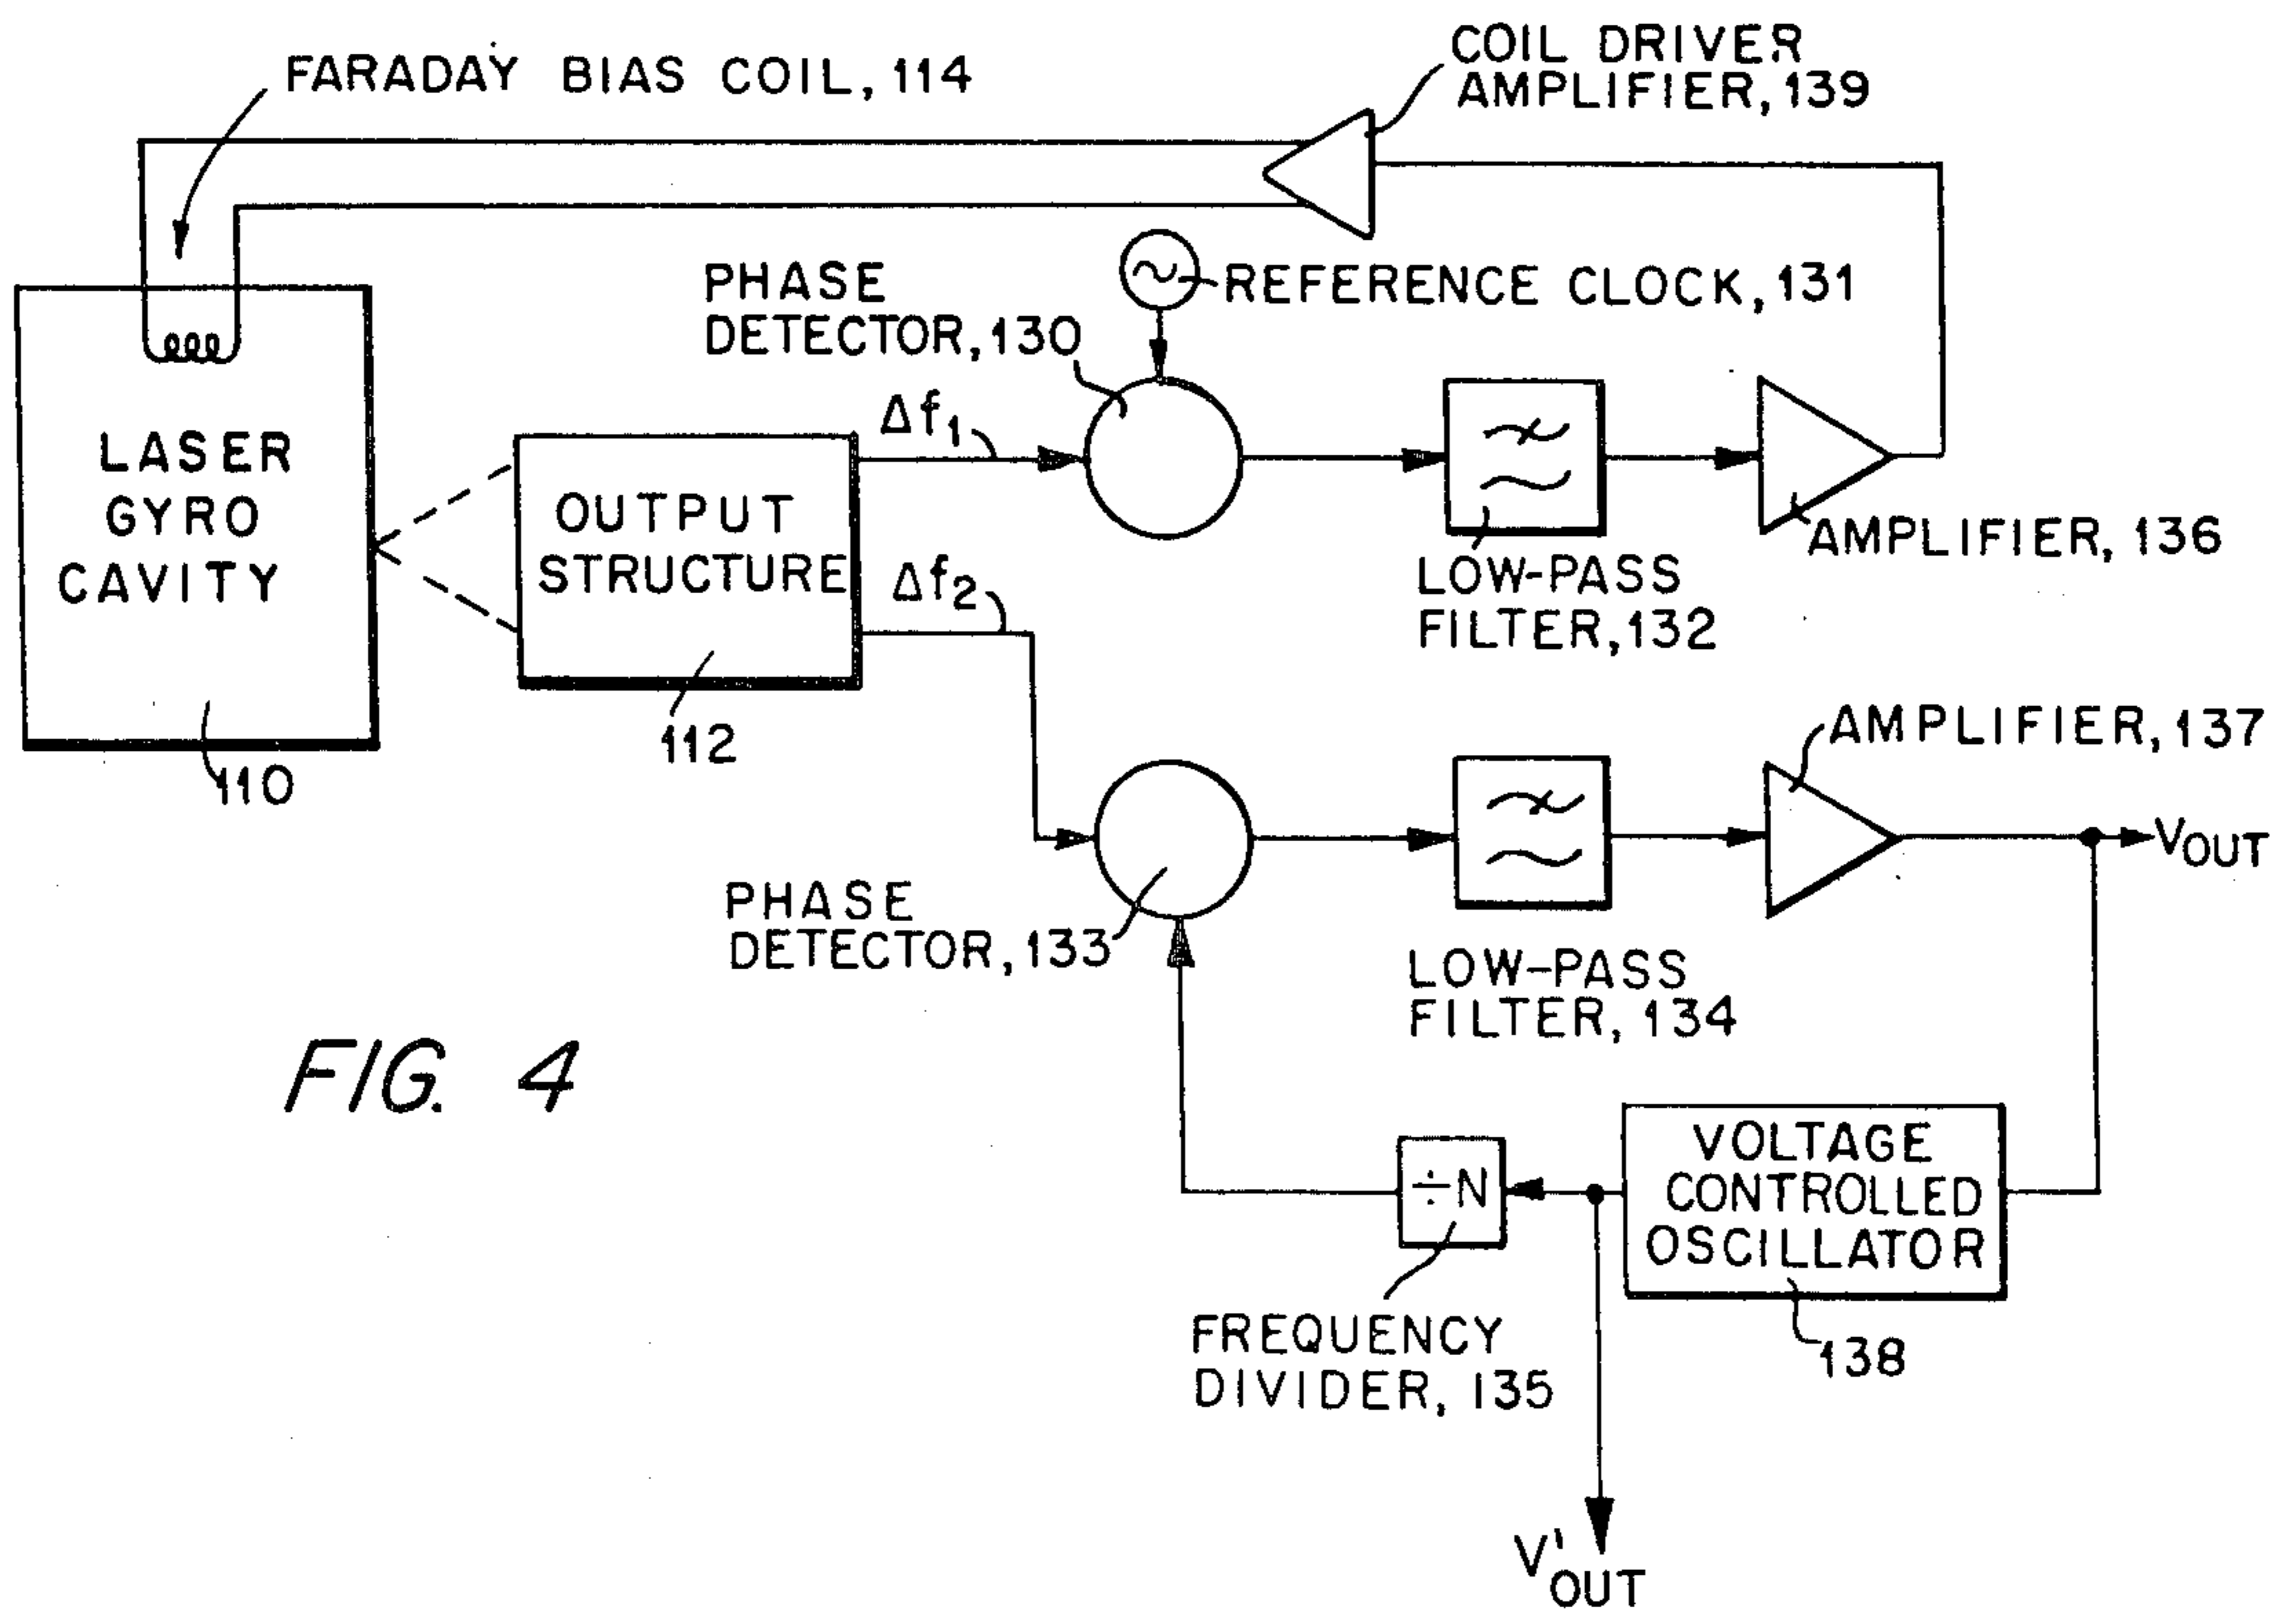 FARADAY BIAS COIL, 114
COIL DRIVER
AMPLIFIER, 139
PHASE
DETECTOR, 130
REFERENCE CLOCK, 131
LASER
GYRO
CAVITY
110
OUTPUT
STRUCTURE
112
Δf1
Δf2
LOW-PASS
FILTER, 132
AMPLIFIER, 136
AMPLIFIER, 137
VOUT
PHASE
DETECTOR, 133
LOW-PASS
FILTER, 134
FIG. 4
÷N
VOLTAGE
CONTROLLED
OSCILLATOR
138
FREQUENCY
DIVIDER, 135
V'OUT